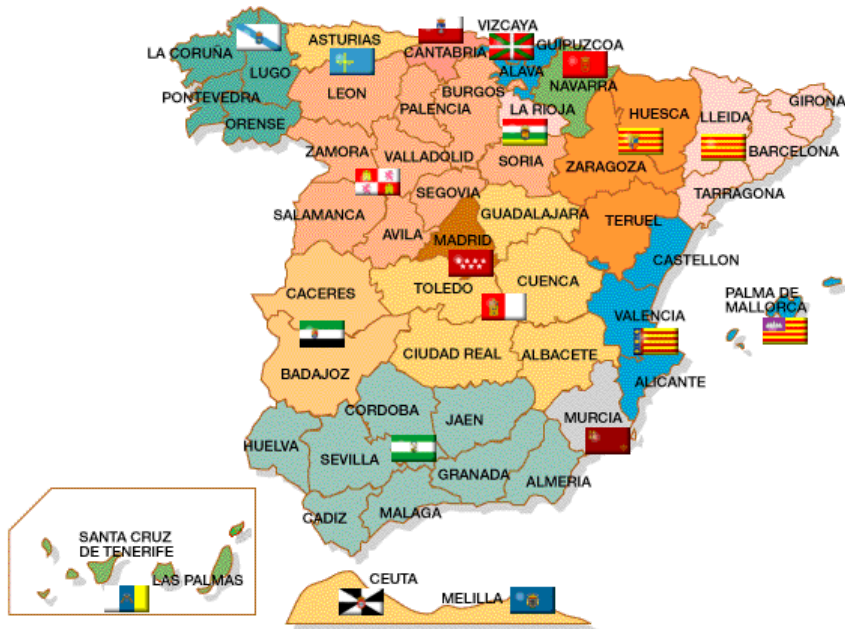 VIZCAYA
LA CORUÑA
ASTURIAS
CANTABRIA
GUIPUZCOA
LUGO
ALAVA
NAVARRA
PONTEVEDRA
LEON
BURGOS
PALENCIA
LA RIOJA
HUESCA
LLEIDA
GIRONA
ORENSE
ZAMORA
VALLADOLID
SORIA
ZARAGOZA
BARCELONA
SEGOVIA
TARRAGONA
SALAMANCA
AVILA
MADRID
GUADALAJARA
TERUEL
CASTELLON
CACERES
TOLEDO
CUENCA
PALMA DE
MALLORCA
VALENCIA
BADAJOZ
CIUDAD REAL
ALBACETE
ALICANTE
CORDOBA
JAEN
MURCIA
HUELVA
SEVILLA
GRANADA
ALMERIA
CADIZ
MALAGA
SANTA CRUZ
DE TENERIFE
LAS PALMAS
CEUTA
MELILLA